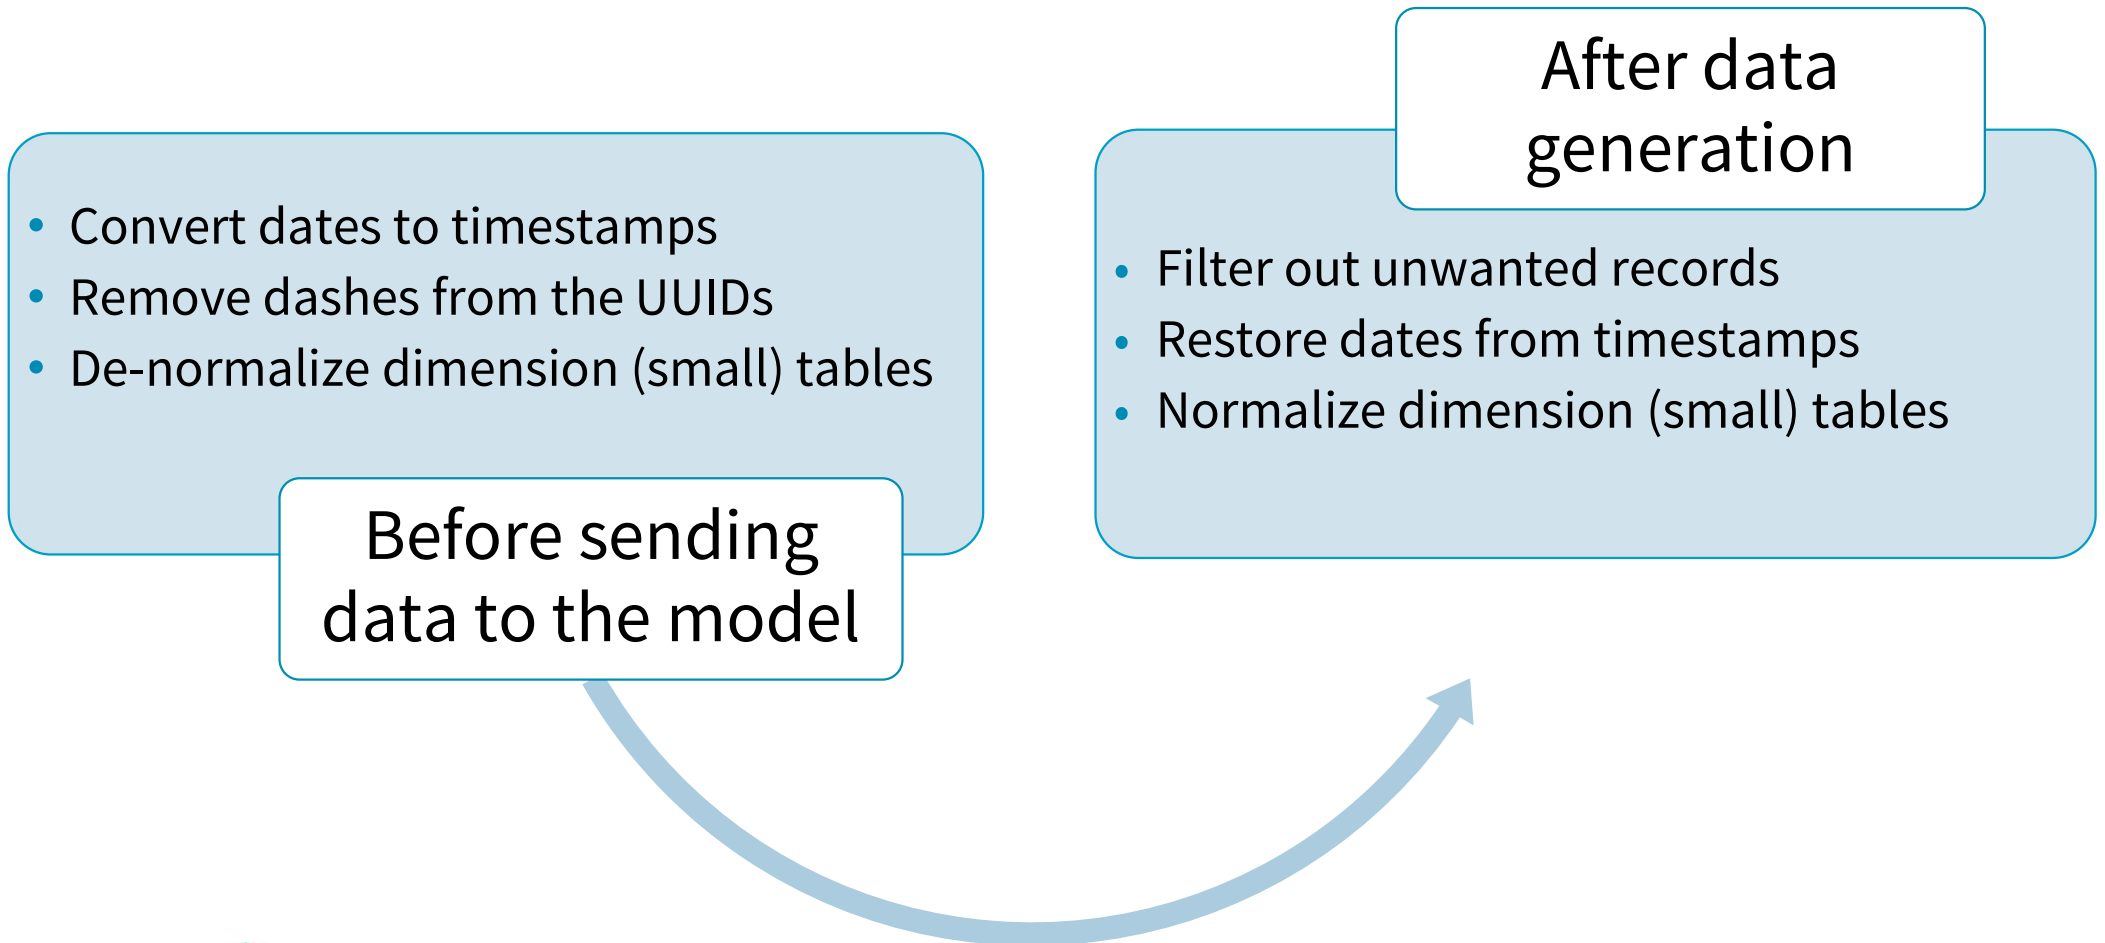 • Convert dates to timestamps
• Remove dashes from the UUIDs
• De-normalize dimension (small) tables
Before sending
data to the model
After data
generation
• Filter out unwanted records
• Restore dates from timestamps
• Normalize dimension (small) tables